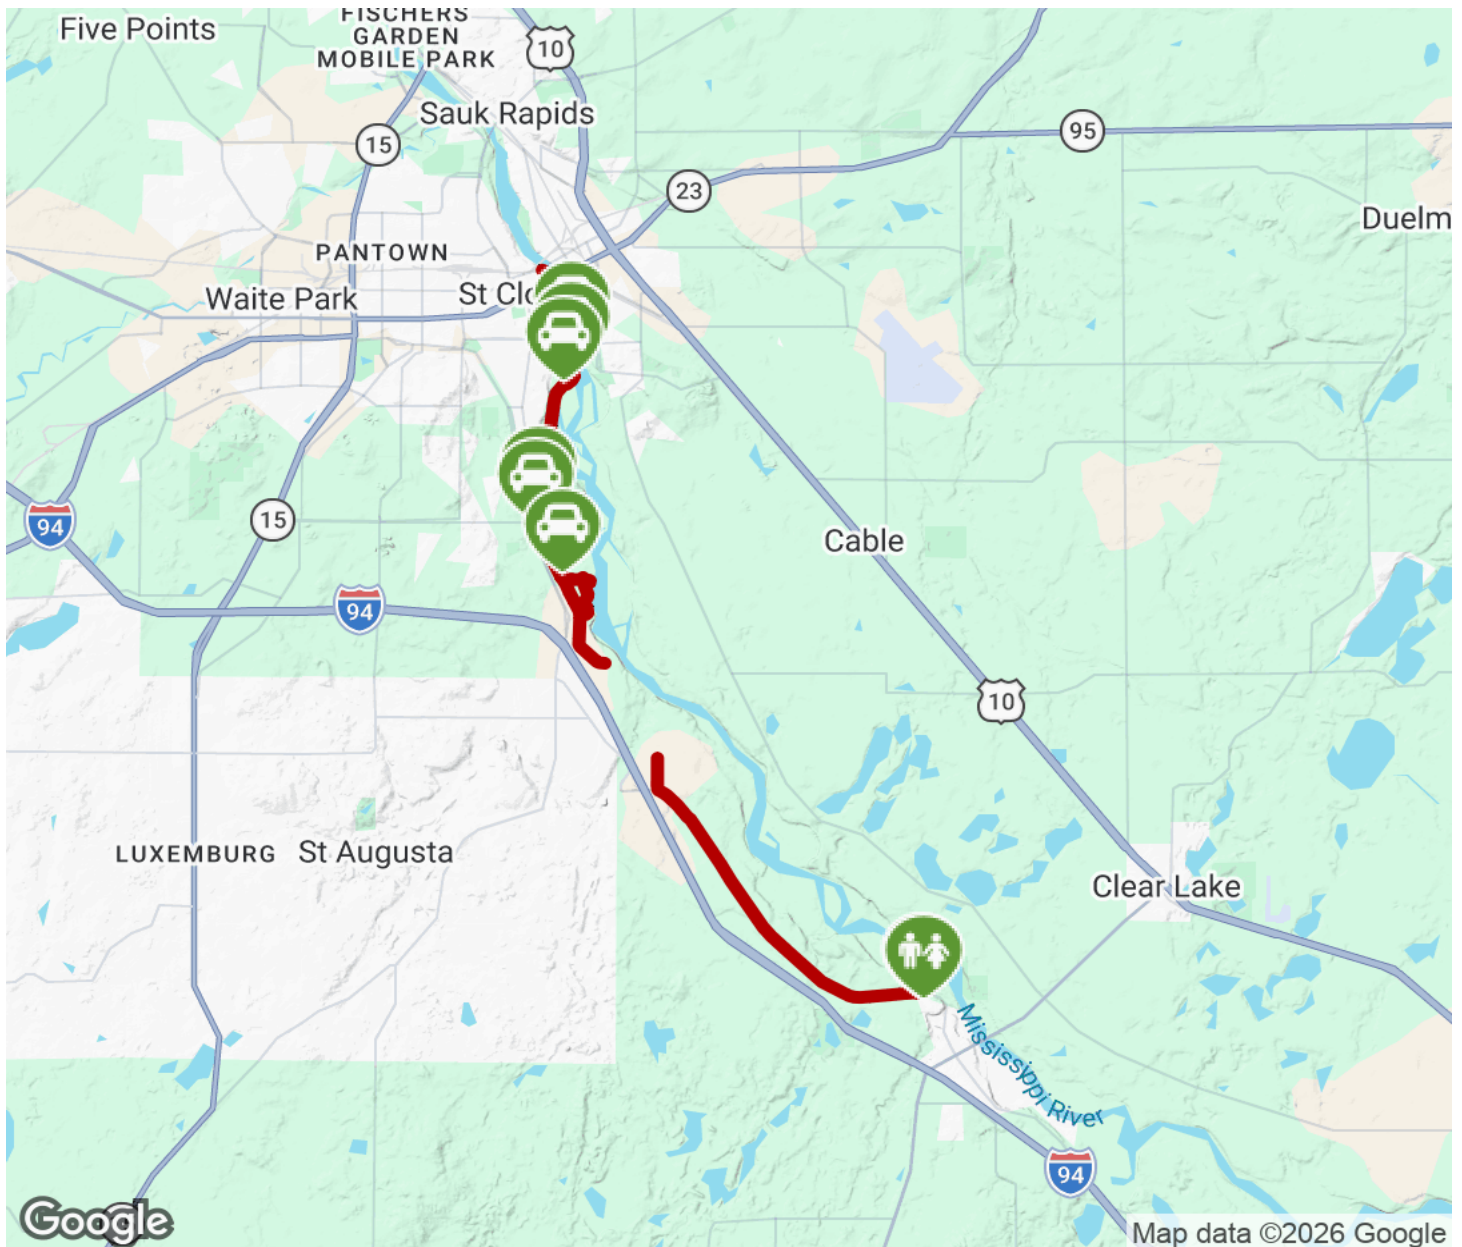 Five Points
FISCHERS
GARDEN
MOBILE PARK
10
Sauk Rapids
15
95
23
Duelm
PANTOWN
Waite Park
St Clo
94
15
Cable
94
10
LUXEMBURG
St Augusta
Clear Lake
Mississippi River
94
Google
Map data ©2026 Google